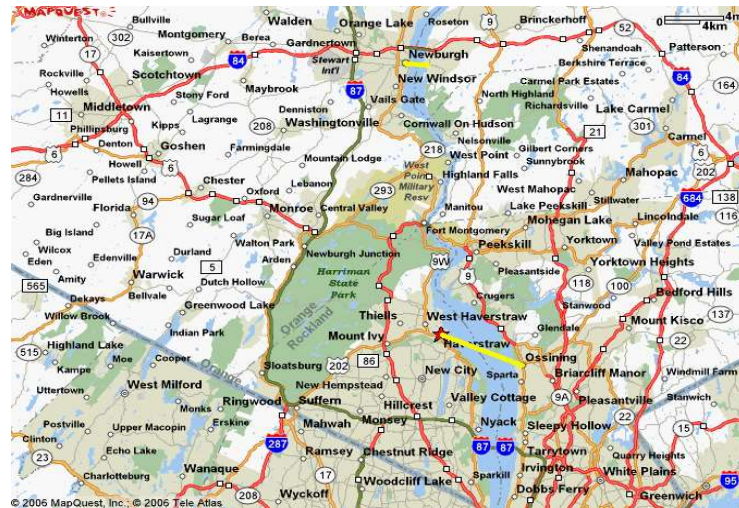 MAPQUEST
Bullville
Walden
Orange Lake
Roseton
9
Brinckerhoff
52
4m
4km
Winterton
302
Montgomery
Berea
Gardnertown
17
Kaisertown
Newburgh
Shenandoah
Patterson
Rockville
Scotchtown
84
Stewart
Int'l
Berkshire Terrace
Howells
Stony Ford
Maybrook
87
New Windsor
Carmel Park Estates
84
164
Middletown
Vails Gate
North Highland
Richardsville
11
Kipps
Lagrange
Denniston
Lake Carmel
Phillipsburg
208
Washingtonville
Cornwall On Hudson
21
301
Carmel
Denton
Goshen
Farmingdale
Nelsonville
Gilbert Corners
6
6
218
West Point
Sunnybrook
6
Howell
Mountain Lodge
West
Point
Military
Resv
202
284
Pellets Island
Chester
Highland Falls
Mahopac
Lebanon
West Mahopac
684
138
Gardnerville
94
Oxford
293
Stillwater
Florida
Monroe
Central Valley
Manitou
Lake Peekskill
Lincolndale
116
Sugar Loaf
Mohegan Lake
Big Island
17A
Walton Park
Fort Montgomery
Yorktown
Valley Pond Estates
Wilcox
Durland
Newburgh Junction
Peekskill
Eden
Edenville
5
Arden
9W
Pleasantside
Yorktown Heights
565
Amity
Warwick
Dutch Hollow
Harriman
State
Park
9
118
100
Bedford Hills
Dekays
Bellvale
Greenwood Lake
Crugers
Stanwood
Willow Brook
Orange
Rockland
Thiells
West Haverstraw
137
Indian Park
Glendale
Mount Kisco
515
Highland Lake
Mount Ivy
Haverstraw
Moe
Cooper
Orange
202
86
Ossining
Kampe
Sloatsburg
New City
Sparta
Briarcliff Manor
Windmill Farm
Uttertown
West Milford
New Hempstead
9A
Pleasantville
Stanwich
Ringwood
Suffern
Hillcrest
Valley Cottage
Postville
Monks
Erskine
Mahwah
Monsey
Nyack
22
15
Clinton
Upper Macopin
Sleepy Hollow
Echo Lake
287
Ramsey
Chestnut Ridge
87
87
Tarrytown
Quarry Heights
23
Wanaque
17
Irvington
White Plains
Charlotteburg
Woodcliff Lake
Sparkill
22
95
208
Wyckoff
Dobbs Ferry
Greenwich
© 2006 MapQuest, Inc.; © 2006 Tele Atlas